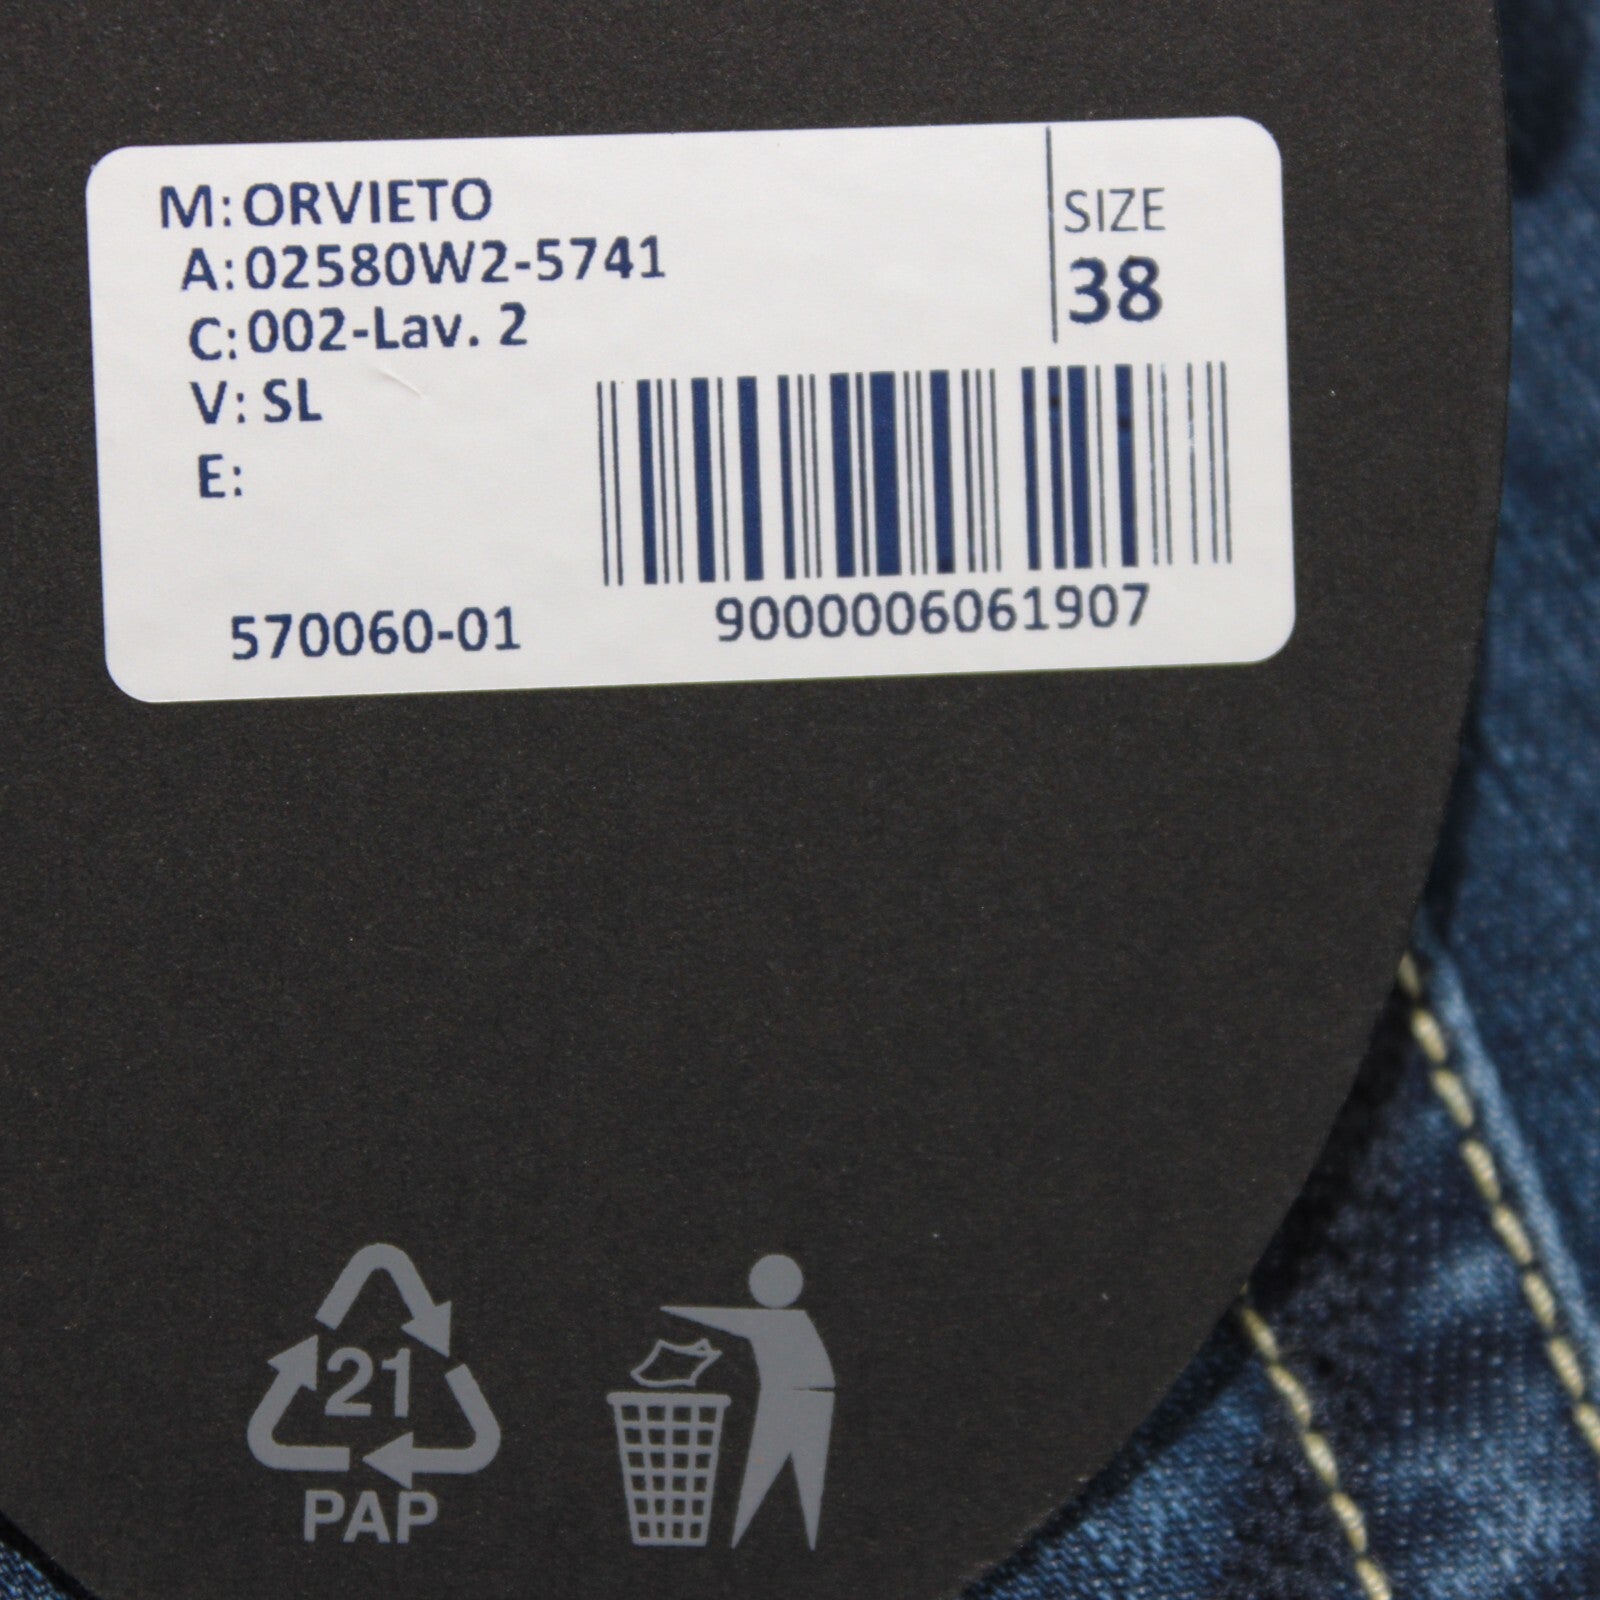 M: ORVIETO
A: 02580W2-5741
C: 002-Lav. 2
V: SL
E:
SIZE
38
570060-01
9000006061907
21
PAP